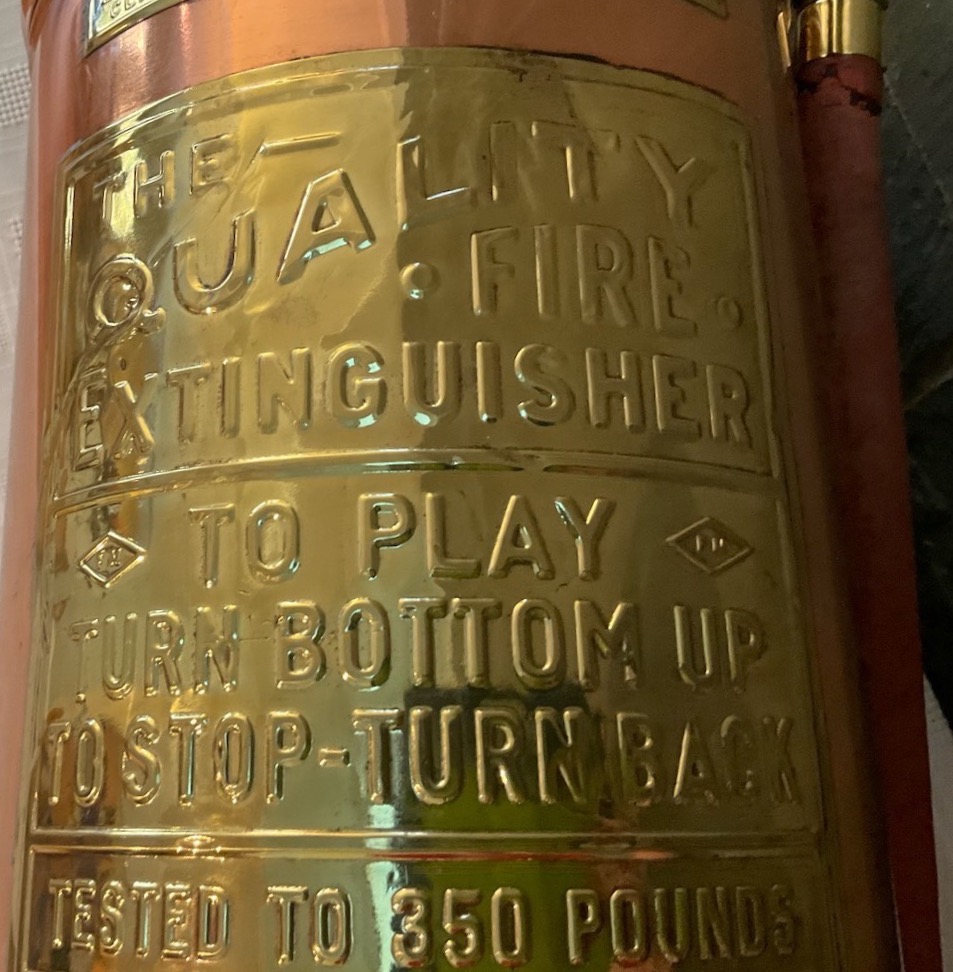 THE
QUALITY
• FIRE •
EXTINGUISHER
TO PLAY
TURN BOTTOM UP
TO STOP-TURN BACK
TESTED TO 350 POUNDS